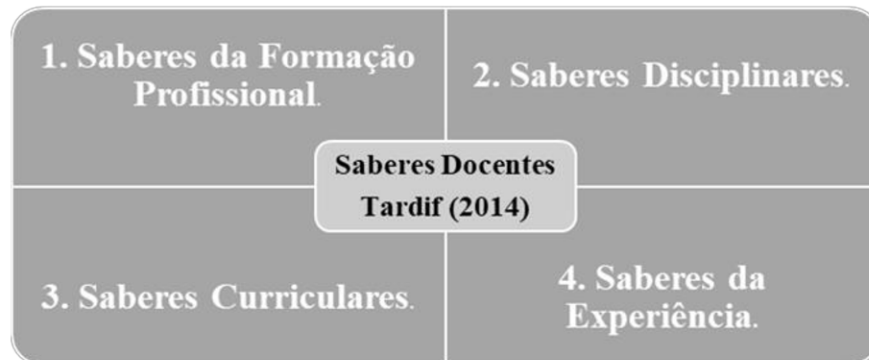 1. Saberes da Formação
Profissional.
2. Saberes Disciplinares.
Saberes Docentes
Tardif (2014)
3. Saberes Curriculares.
4. Saberes da
Experiência.